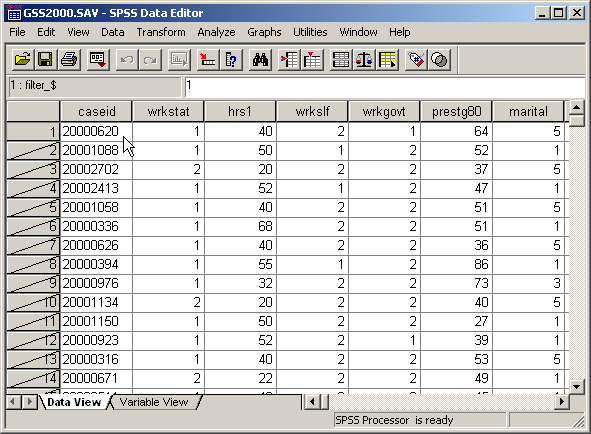 GSS2000.SAV - SPSS Data Editor
File Edit View Data Transform Analyze Graphs Utilities Window Help
1 : filter_$ 1
caseid wrkstat hrs1 wrkslf wrkgovt prestg80 marital
1 20000620 1 40 2 1 64 5
2 20001088 1 50 1 2 52 1
3 20002702 2 20 2 2 37 5
4 20002413 1 52 1 2 47 1
5 20001058 1 40 2 2 51 5
6 20000336 1 68 2 2 51 1
7 20000626 1 40 2 2 36 5
8 20000394 1 55 1 2 86 1
9 20000976 1 32 2 2 73 3
10 20001134 2 20 2 2 40 5
11 20001150 1 50 2 2 27 1
12 20000923 1 52 2 1 39 1
13 20000316 1 40 2 2 53 5
14 20000671 2 22 2 2 49 1
Data View Variable View
SPSS Processor is ready